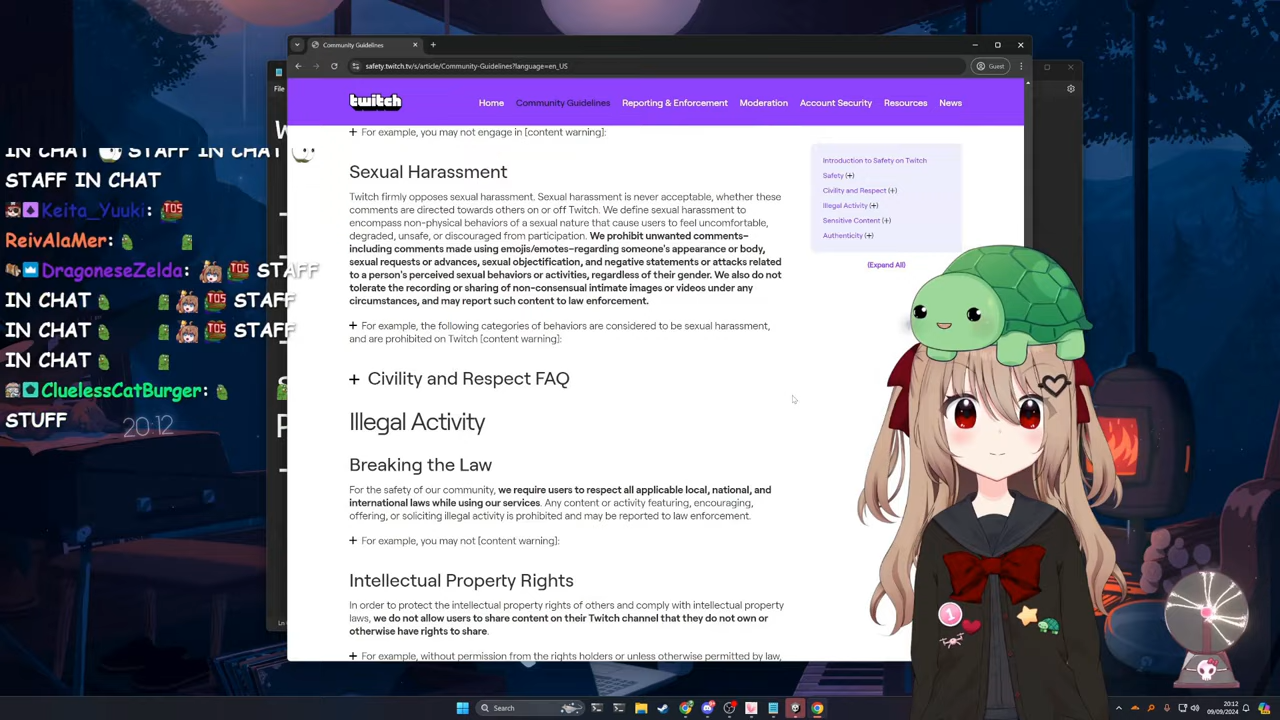 Community Guidelines
safety.twitch.tv/s/article/Community-Guidelines?language=en_US
Guest
File
twitch
Home Community Guidelines Reporting & Enforcement Moderation Account Security Resources News
+ For example, you may not engage in [content warning]:
Sexual Harassment
Twitch firmly opposes sexual harassment. Sexual harassment is never acceptable, whether these
comments are directed towards others on or off Twitch. We define sexual harassment to
encompass non-physical behaviors of a sexual nature that cause users to feel uncomfortable,
degraded, unsafe, or discouraged from participation. We prohibit unwanted comments–
including comments made using emojis/emotes–regarding someone's appearance or body,
sexual requests or advances, sexual objectification, and negative statements or attacks related
to a person's perceived sexual behaviors or activities, regardless of their gender. We also do not
tolerate the recording or sharing of non-consensual intimate images or videos under any
circumstances, and may report such content to law enforcement.
+ For example, the following categories of behaviors are considered to be sexual harassment,
and are prohibited on Twitch [content warning]:
+ Civility and Respect FAQ
Illegal Activity
Breaking the Law
For the safety of our community, we require users to respect all applicable local, national, and
international laws while using our services. Any content or activity featuring, encouraging,
offering, or soliciting illegal activity is prohibited and may be reported to law enforcement.
+ For example, you may not [content warning]:
Intellectual Property Rights
In order to protect the intellectual property rights of others and comply with intellectual property
laws, we do not allow users to share content on their Twitch channel that they do not own or
otherwise have rights to share.
+ For example, without permission from the rights holders or unless otherwise permitted by law,
Introduction to Safety on Twitch
Safety (+)
Civility and Respect (+)
Illegal Activity (+)
Sensitive Content (+)
Authenticity (+)
(Expand All)
IN CHAT STAFF IN CHAT
STAFF IN CHAT
Keita_Yuuki: TOS
ReivAlaMer:
DragoneseZelda: TOS STAFF
IN CHAT TOS STAFF
IN CHAT TOS STAFF
IN CHAT
CluelessCatBurger:
STUFF
20:12
1
Search
20:12
09/09/2024